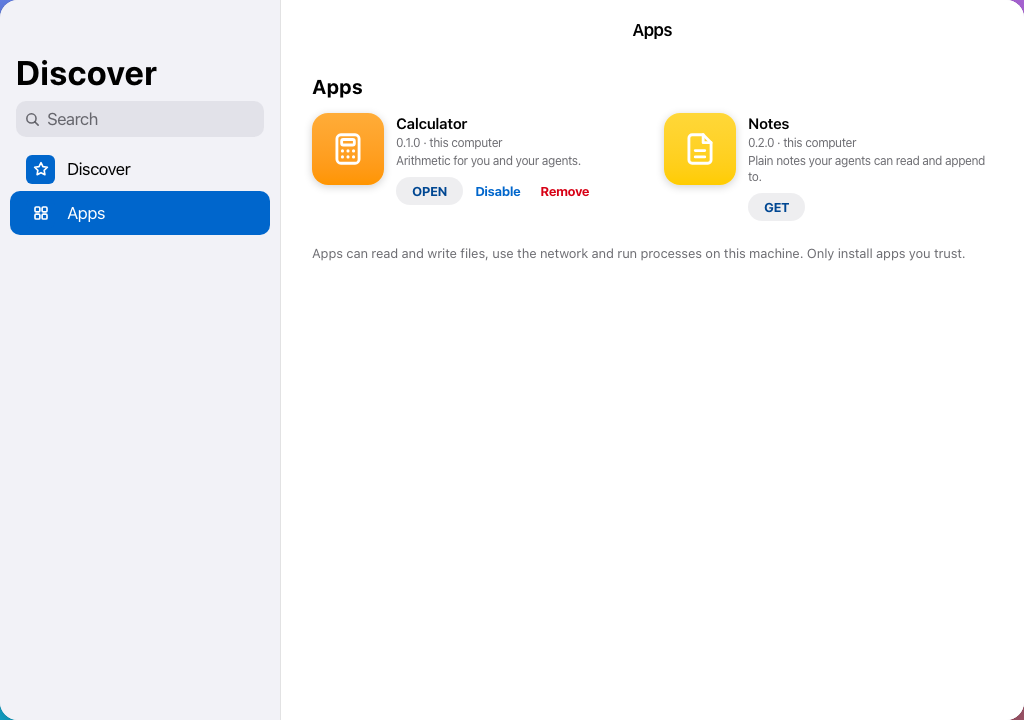 Discover
Search
Discover
Apps
Apps
Apps
Calculator
0.1.0 · this computer
Arithmetic for you and your agents.
OPEN
Disable
Remove
Notes
0.2.0 · this computer
Plain notes your agents can read and append
to.
GET
Apps can read and write files, use the network and run processes on this machine. Only install apps you trust.